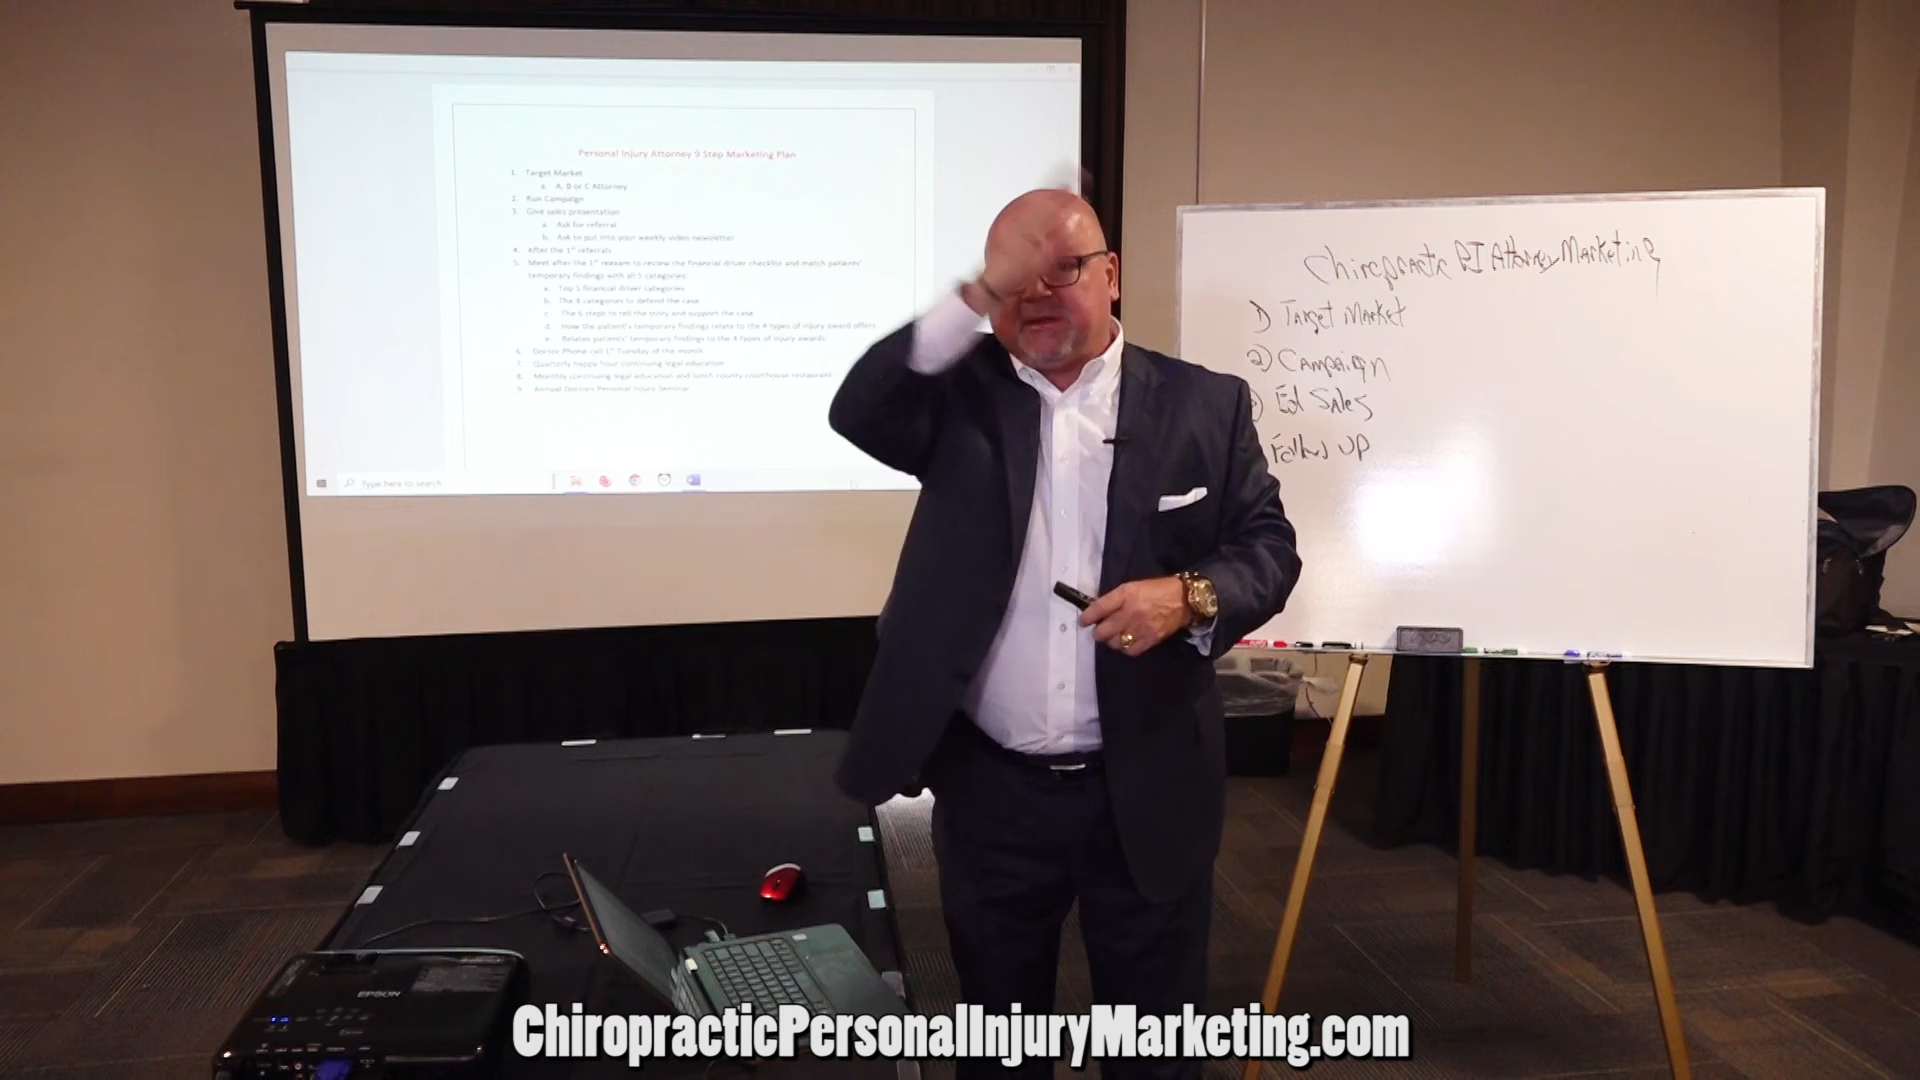 Personal Injury Attorney 9 Step Marketing Plan
1. Target Market
a. A, B or C Attorney
2. Run Campaign
3. Give sales presentation
a. Ask for referral
b. Ask to put into your weekly video newsletter
4. After the 1st referrals
5. Meet after the 1st reexam to review the financial driver checklist and match patients'
temporary findings with all 5 categories.
a. Top 5 financial driver categories
b. The 4 categories to defend the case
c. The 6 steps to tell the story and support the case
d. How the patient's temporary findings relate to the 4 types of injury award offers
e. Relates patients' temporary findings to the 4 types of injury awards
6. Doctor Phone call 1st Tuesday of the month
7. Quarterly happy hour continuing legal education
8. Monthly continuing legal education and lunch county courthouse restaurant
9. Annual Doctors Personal Injury Seminar
Type here to search
Chiropractic PI Attorney Marketing
1) Target Market
2) Campaign
Sales
Follow UP
EPSON
ChiropracticPersonalInjuryMarketing.com